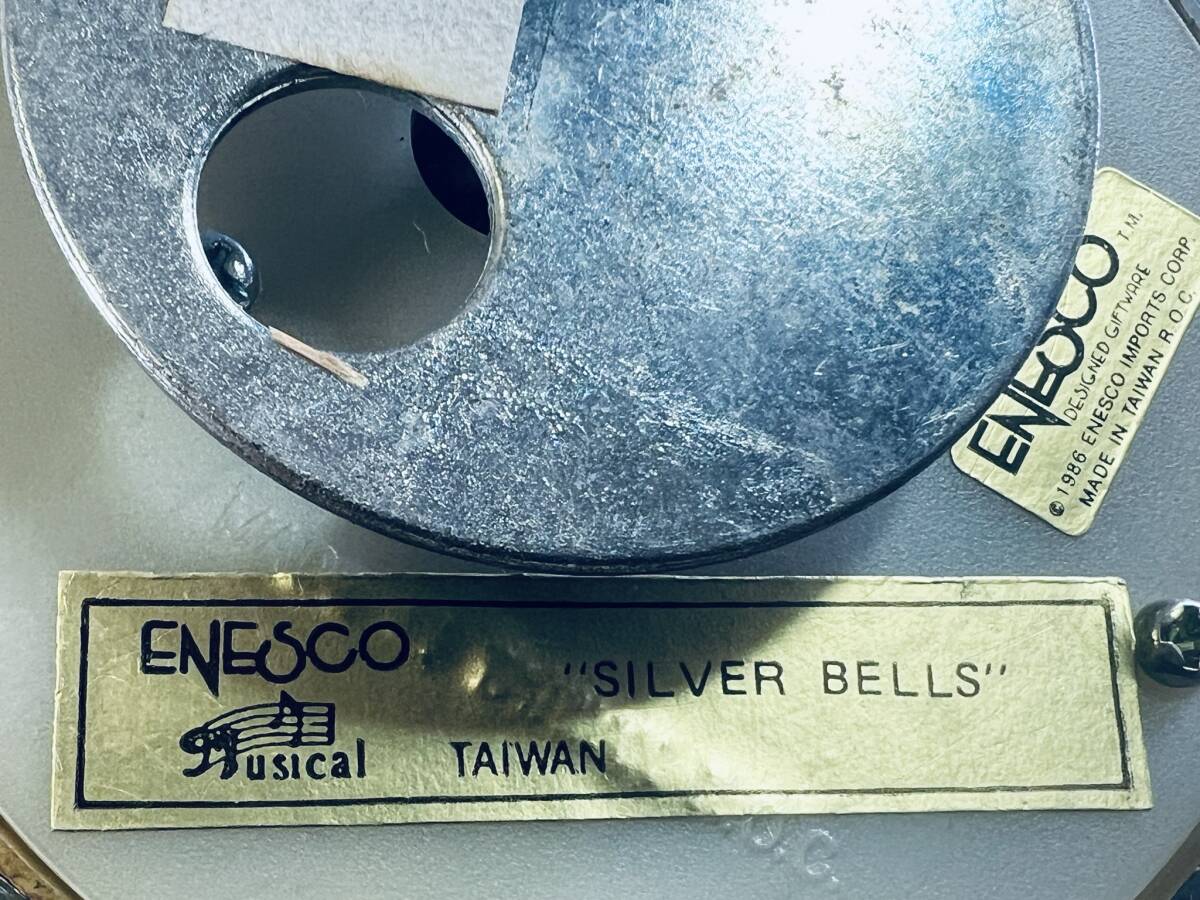 ENESCO T.M.
DESIGNED GIFTWARE
© 1986 ENESCO IMPORTS CORP
MADE IN TAIWAN R.O.C.
ENESCO
"SILVER BELLS"
Musical TAIWAN